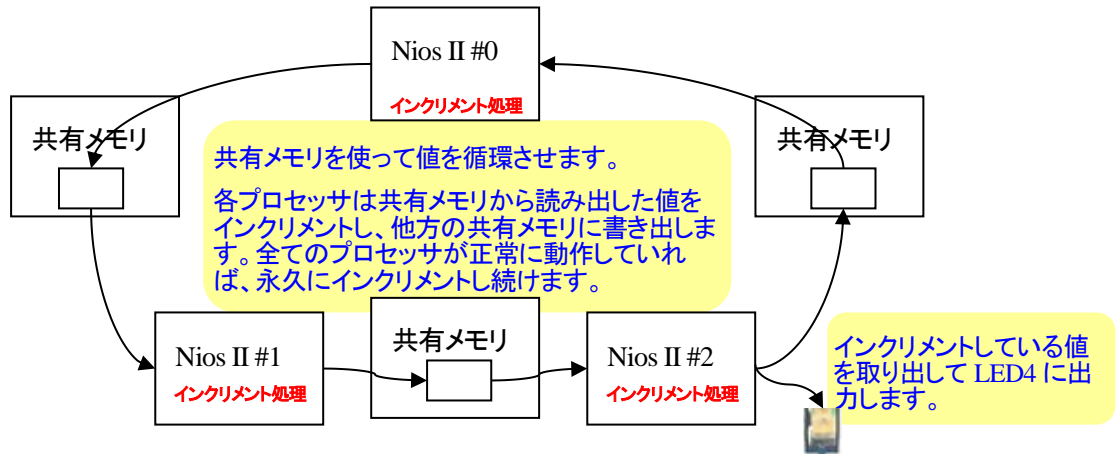 Nios II #0
インクリメント処理
共有メモリ
共有メモリ
共有メモリを使って値を循環させます。
各プロセッサは共有メモリから読み出した値を
インクリメントし、他方の共有メモリに書き出しま
す。全てのプロセッサが正常に動作していれ
ば、永久にインクリメントし続けます。
Nios II #1
インクリメント処理
共有メモリ
Nios II #2
インクリメント処理
インクリメントしている値
を取り出して LED4 に出
力します。